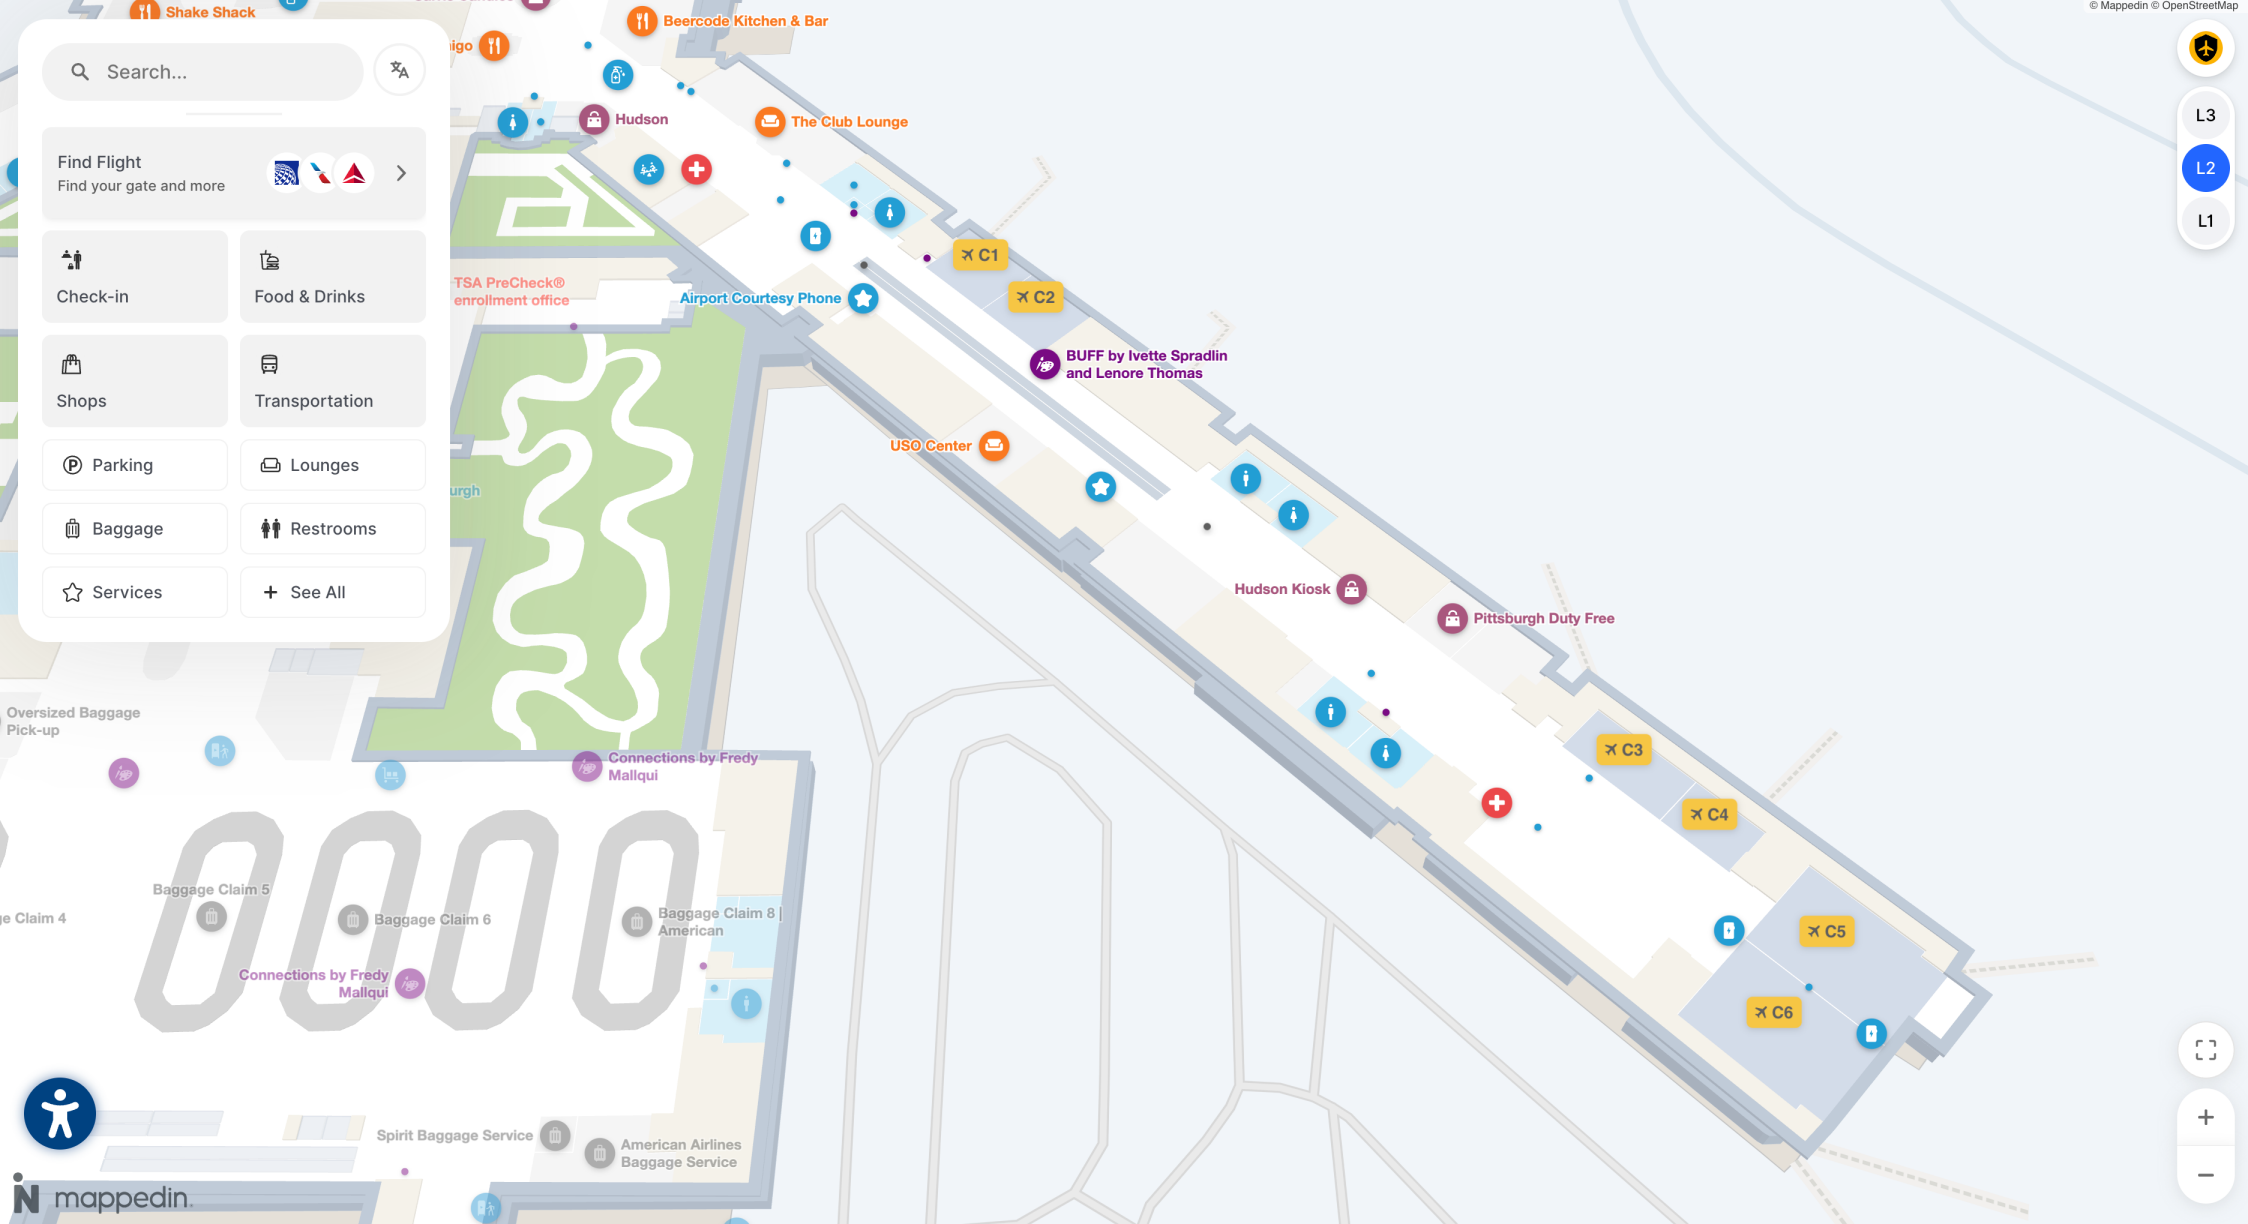 © Mappedin © OpenStreetMap
Shake Shack
Beercode Kitchen & Bar
Search...
Hudson
The Club Lounge
L3
L2
L1
Find Flight
Find your gate and more
Check-in
Food & Drinks
Shops
Transportation
Parking
Lounges
Baggage
Restrooms
Services
See All
TSA PreCheck®
enrollment office
Airport Courtesy Phone
C1
C2
BUFF by Ivette Spradlin
and Lenore Thomas
USO Center
Hudson Kiosk
Pittsburgh Duty Free
C3
C4
C5
C6
Oversized Baggage
Pick-up
Connections by Fredy
Mallqui
Baggage Claim 5
Baggage Claim 6
Baggage Claim 8 |
American
Claim 4
Connections by Fredy
Mallqui
Spirit Baggage Service
American Airlines
Baggage Service
mappedin